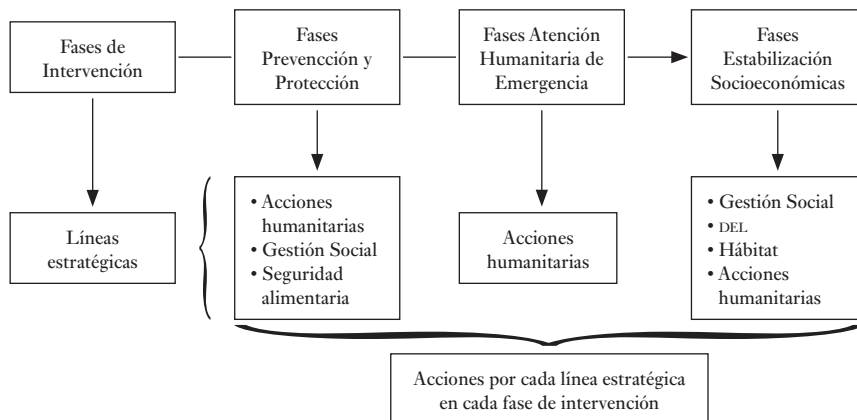 Fases de
Intervención
Fases
Prevencción y
Protección
Fases Atención
Humanitaria de
Emergencia
Fases
Estabilización
Socioeconómicas
Líneas
estratégicas
• Acciones
humanitarias
• Gestión Social
• Seguridad
alimentaria
Acciones
humanitarias
• Gestión Social
• DEL
• Hábitat
• Acciones
humanitarias
Acciones por cada línea estratégica
en cada fase de intervención